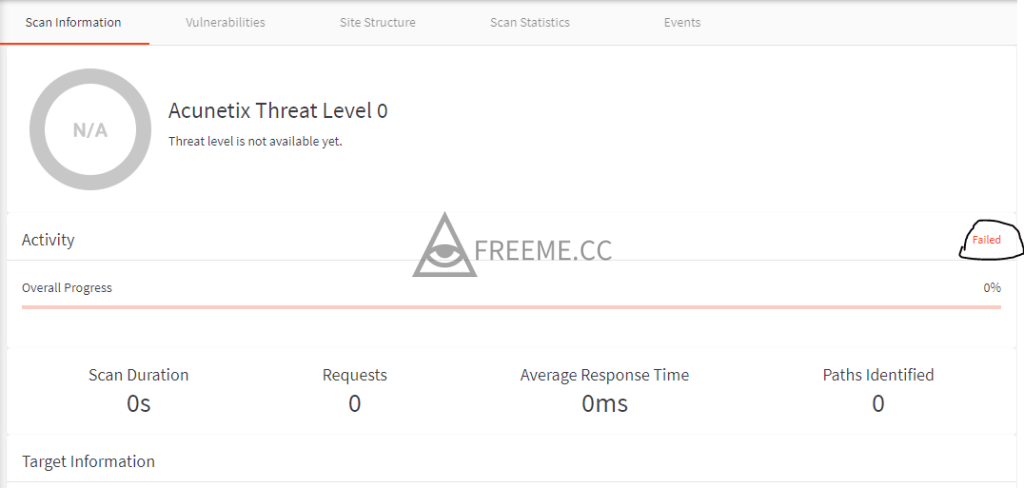 Scan Information Vulnerabilities Site Structure Scan Statistics Events
N/A
Acunetix Threat Level 0
Threat level is not available yet.
Activity Failed
FREEME.CC
Overall Progress 0%
Scan Duration Requests Average Response Time Paths Identified
0s 0 0ms 0
Target Information